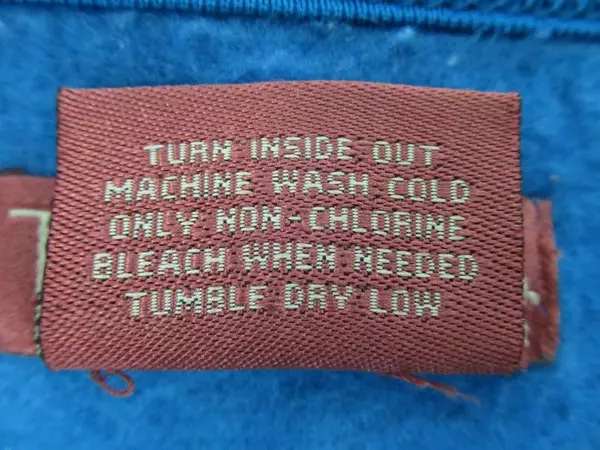 TURN INSIDE OUT
MACHINE WASH COLD
ONLY NON-CHLORINE
BLEACH WHEN NEEDED
TUMBLE DRY LOW